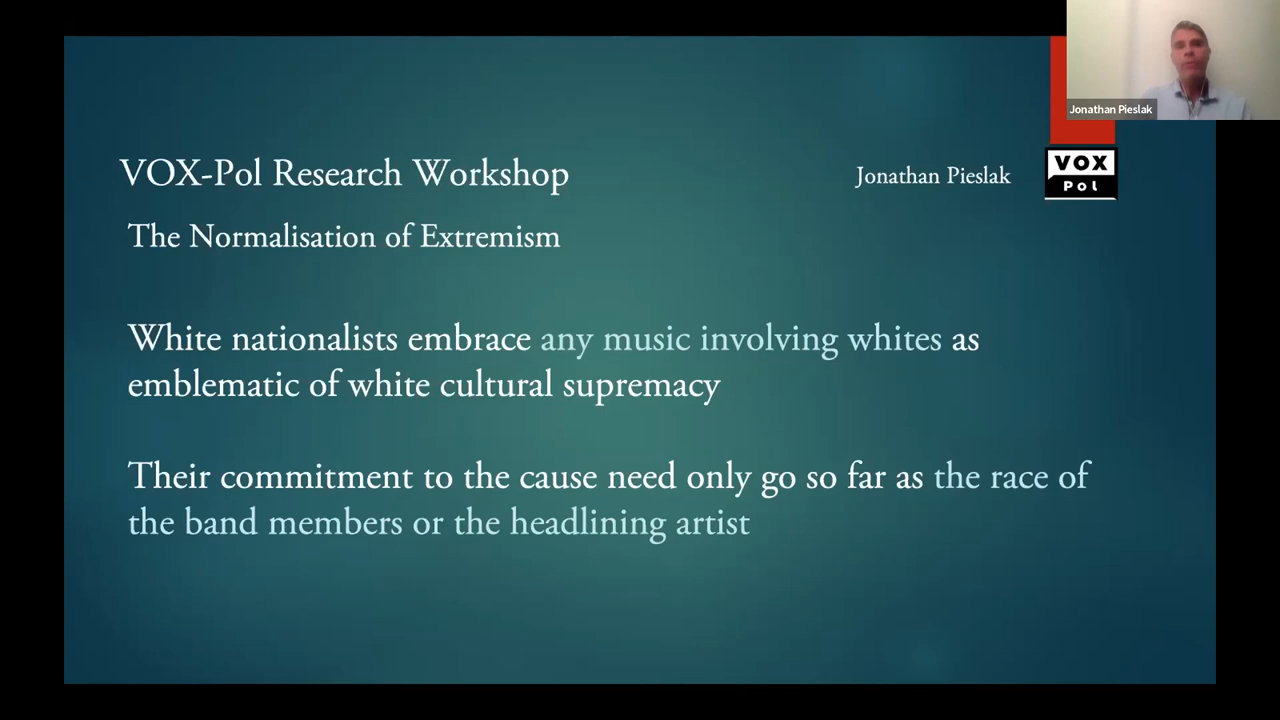 Jonathan Pieslak
VOX-Pol Research Workshop
Jonathan Pieslak
VOX
Pol
The Normalisation of Extremism
White nationalists embrace any music involving whites as
emblematic of white cultural supremacy
Their commitment to the cause need only go so far as the race of
the band members or the headlining artist